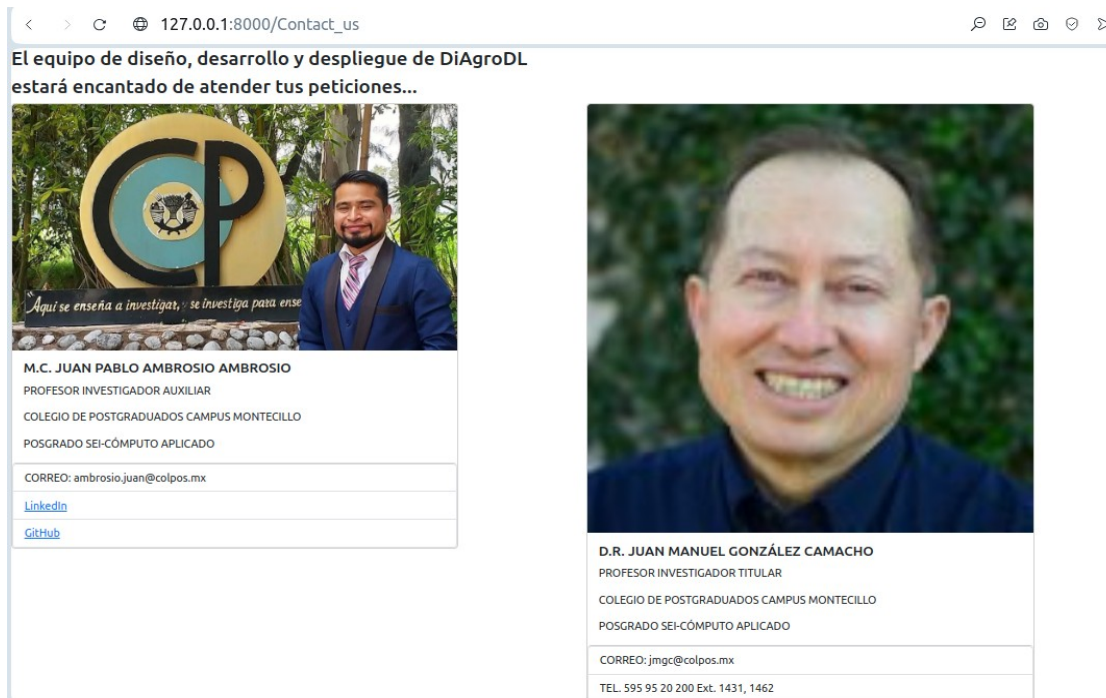 127.0.0.1:8000/Contact_us
El equipo de diseño, desarrollo y despliegue de DiAgroDL
estará encantado de atender tus peticiones...
CP
"Aquí se enseña a investigar, y se investiga para
M.C. JUAN PABLO AMBROSIO AMBROSIO
PROFESOR INVESTIGADOR AUXILIAR
COLEGIO DE POSTGRADUADOS CAMPUS MONTECILLO
POSGRADO SEI-CÓMPUTO APLICADO
CORREO: ambrosio.juan@colpos.mx
LinkedIn
GitHub
D.R. JUAN MANUEL GONZÁLEZ CAMACHO
PROFESOR INVESTIGADOR TITULAR
COLEGIO DE POSTGRADUADOS CAMPUS MONTECILLO
POSGRADO SEI-CÓMPUTO APLICADO
CORREO: jmgc@colpos.mx
TEL. 595 95 20 200 Ext. 1431, 1462